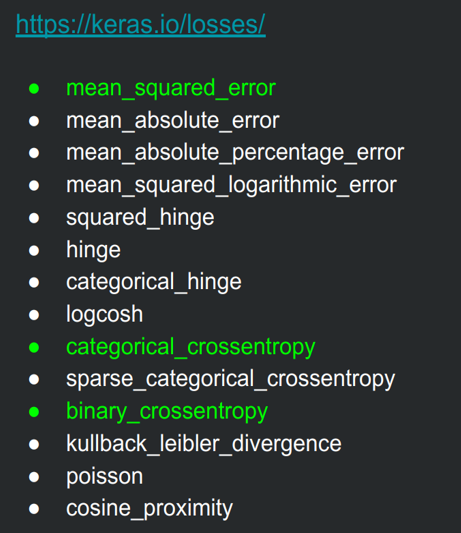 https://keras.io/losses/
● mean_squared_error
● mean_absolute_error
● mean_absolute_percentage_error
● mean_squared_logarithmic_error
● squared_hinge
● hinge
● categorical_hinge
● logcosh
● categorical_crossentropy
● sparse_categorical_crossentropy
● binary_crossentropy
● kullback_leibler_divergence
● poisson
● cosine_proximity